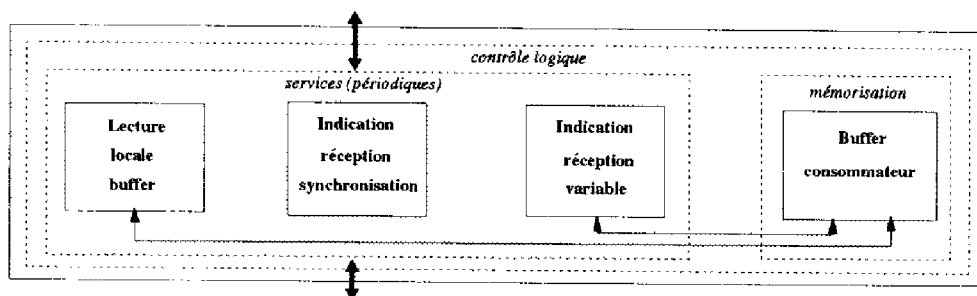 contrôle logique
services (périodiques)
mémorisation
Lecture
locale
buffer
Indication
réception
synchronisation
Indication
réception
variable
Buffer
consommateur